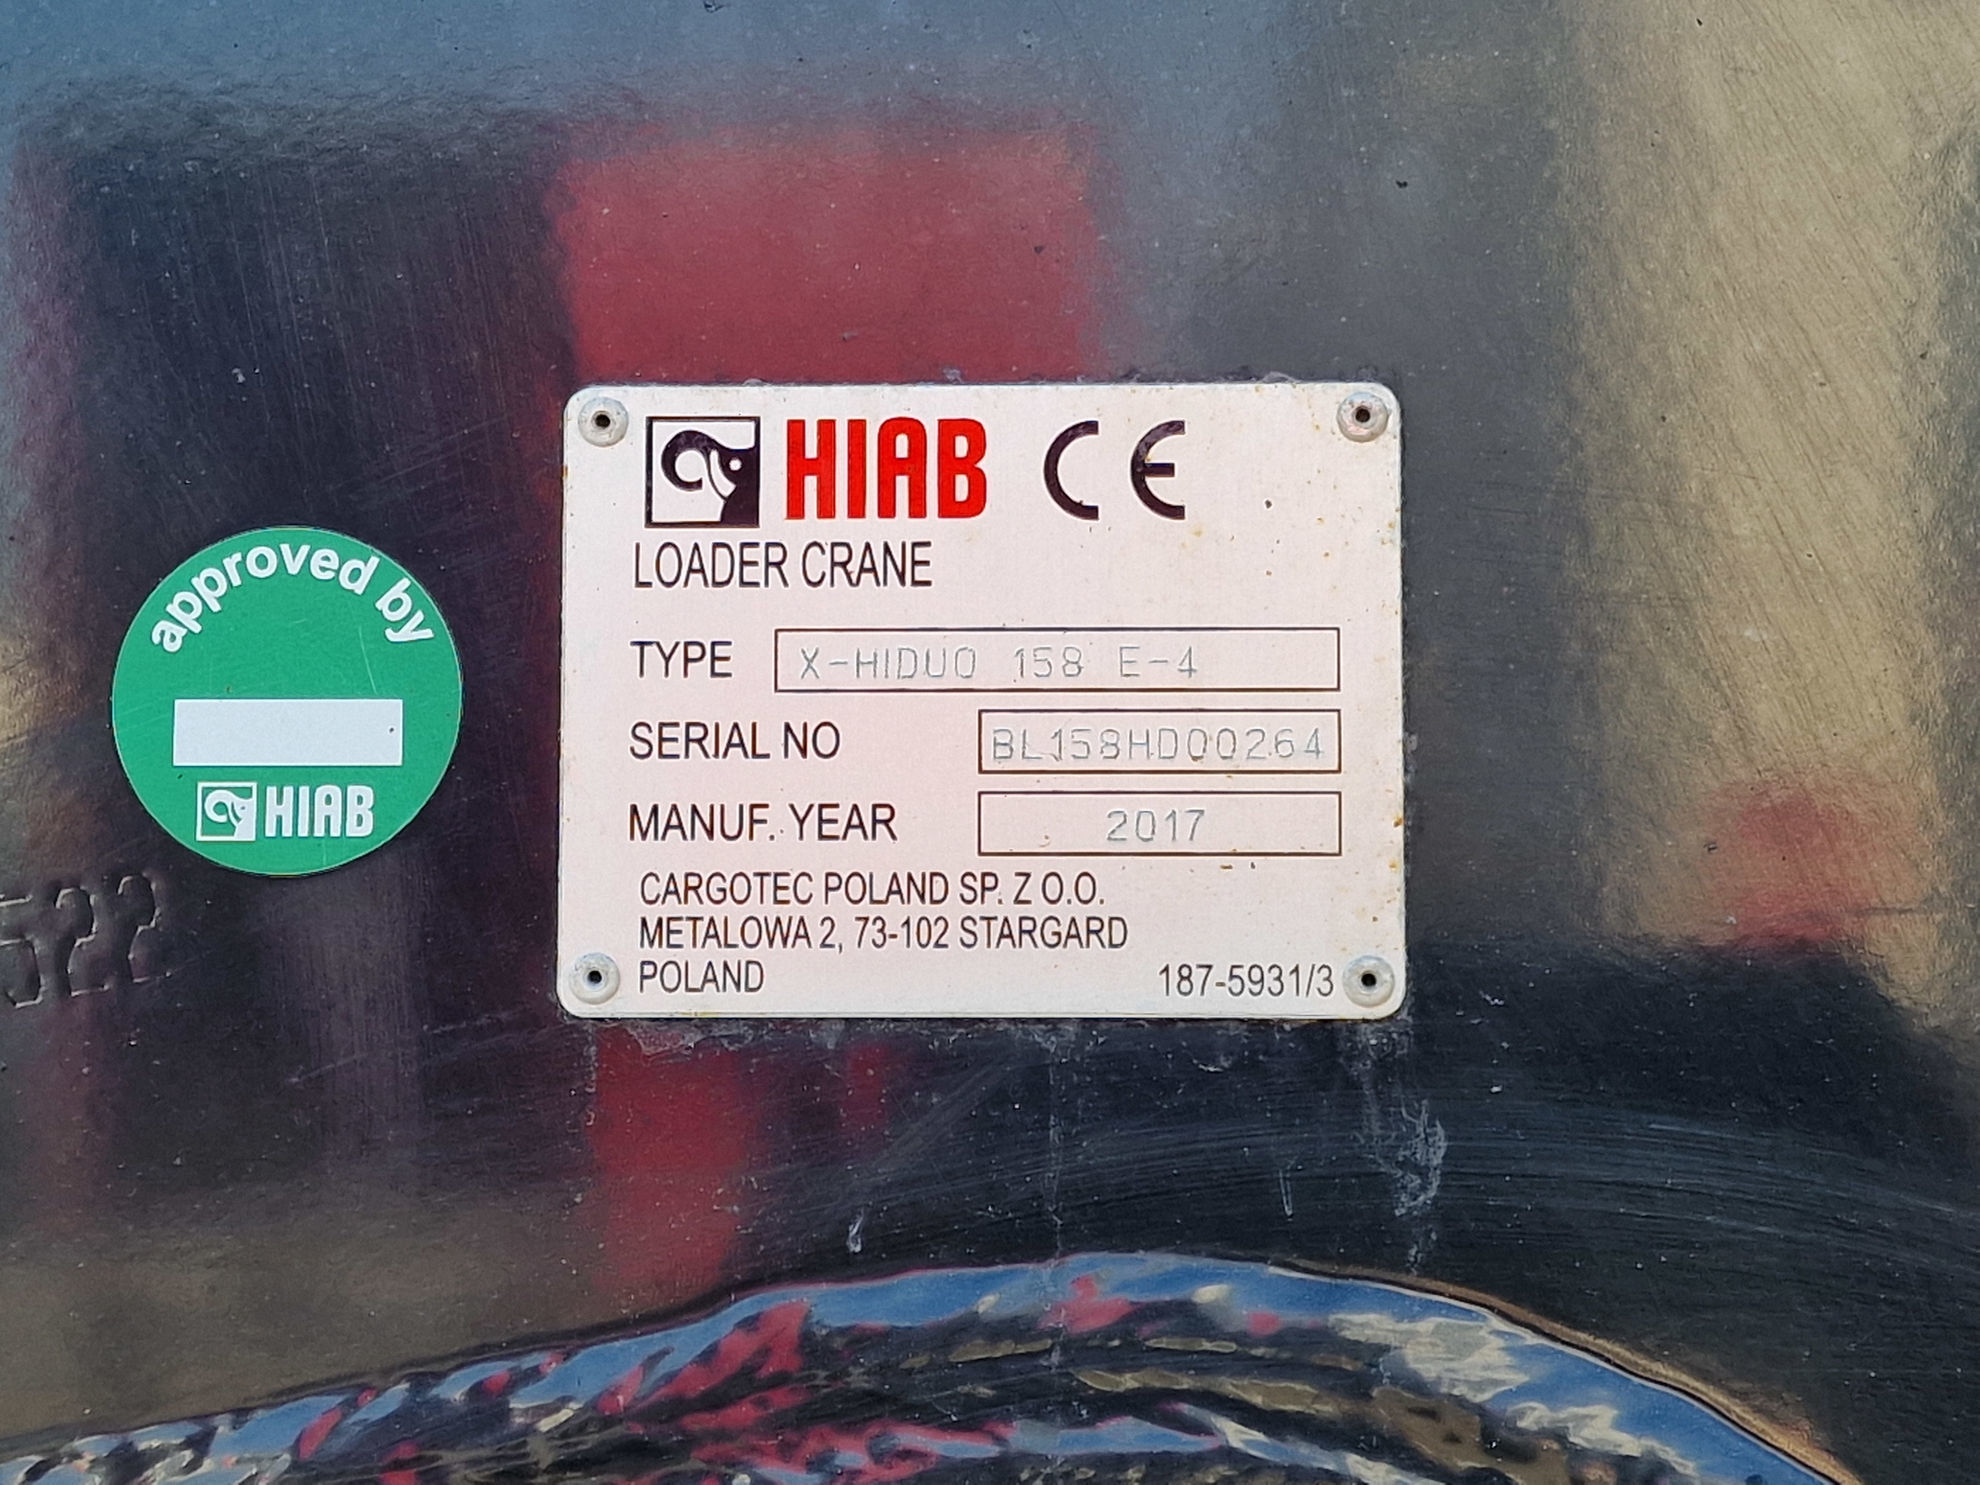 HIAB CE
LOADER CRANE
TYPE X-HIDUO 158 E-4
SERIAL NO BL158HD00264
MANUF. YEAR 2017
CARGOTEC POLAND SP. Z O.O.
METALOWA 2, 73-102 STARGARD
POLAND 187-5931/3
approved by
HIAB
522